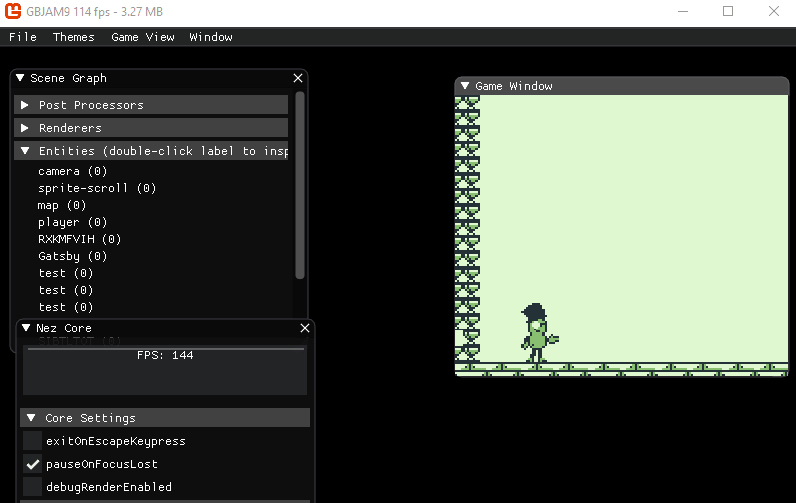 GBJAM9 114 fps - 3.27 MB
File Themes Game View Window
Scene Graph
Post Processors
Renderers
Entities (double-click label to insp
camera (0)
sprite-scroll (0)
map (0)
player (0)
RXKMFVIH (0)
Gatsby (0)
test (0)
test (0)
test (0)
Nez Core
FPS: 144
Core Settings
exitOnEscapeKeypress
pauseOnFocusLost
debugRenderEnabled
Game Window